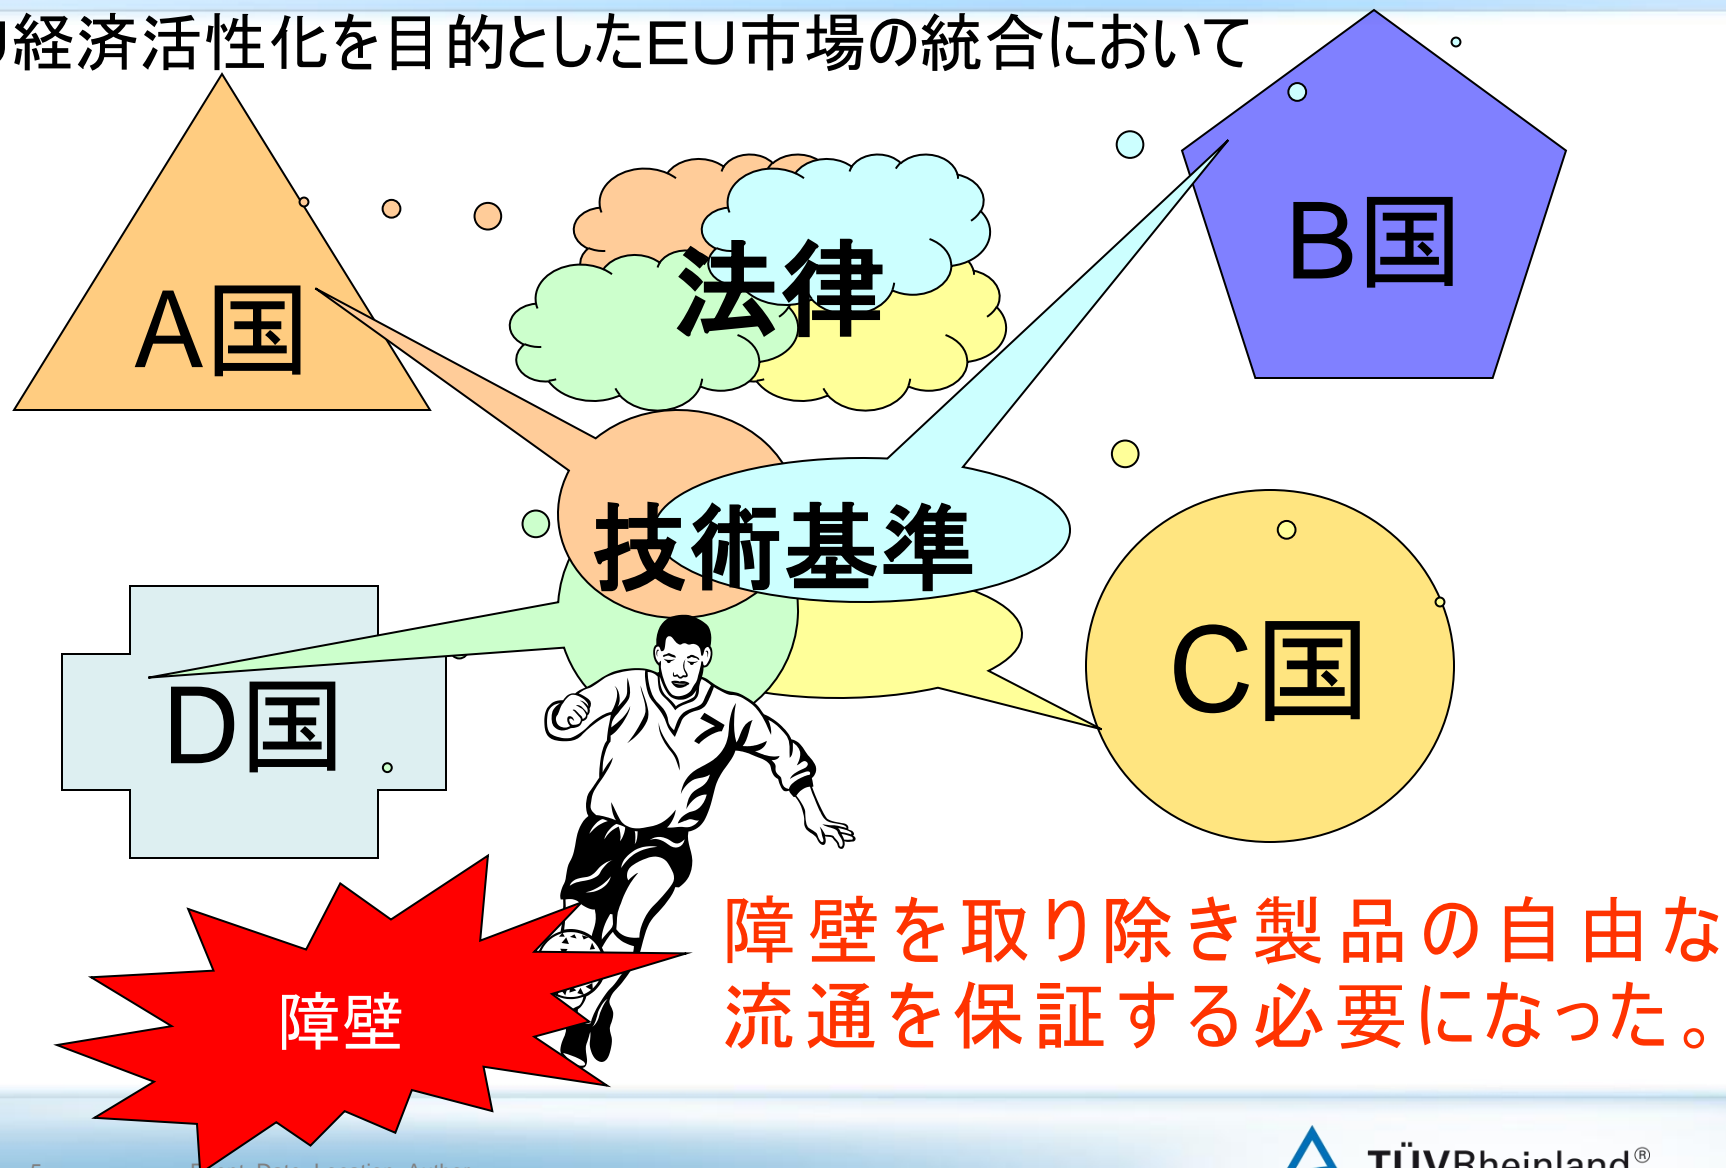 経済活性化を目的としたＥＵ市場の統合において
A国
B国
法律
技術基準
C国
D国
障壁
障壁を取り除き製品の自由な
流通を保証する必要になった。
TÜVRheinland®